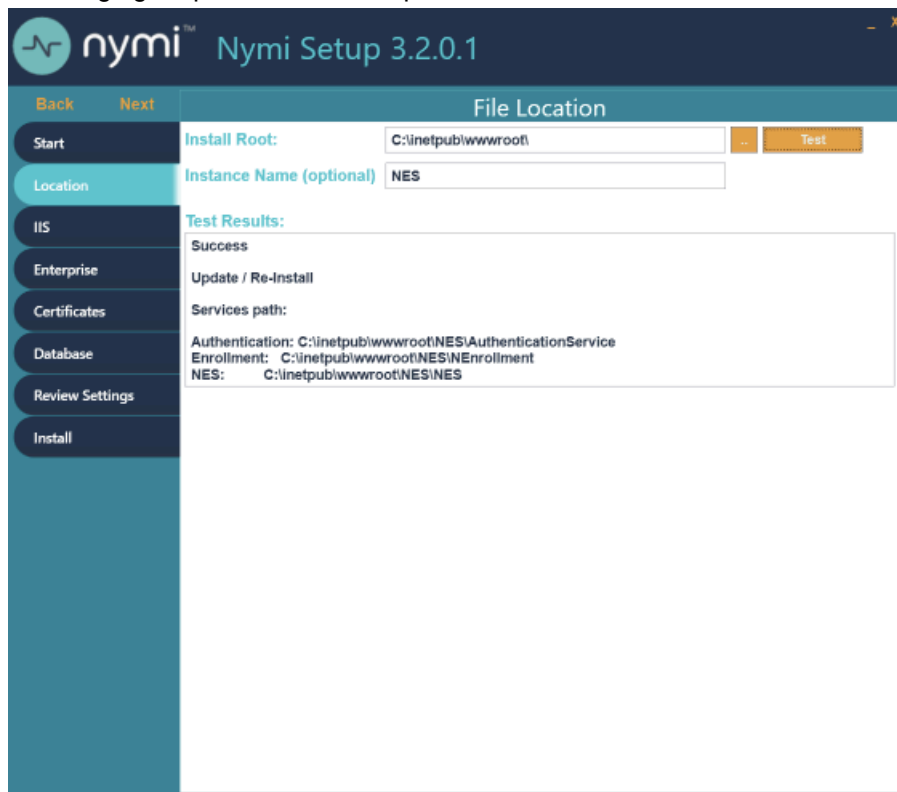 nymi™ Nymi Setup 3.2.0.1
_ X
Back Next
File Location
Start
Install Root: C:\inetpub\wwwroot\ .. Test
Location
Instance Name (optional) NES
IIS
Test Results:
Success
Enterprise
Update / Re-Install
Certificates
Services path:
Database
Authentication: C:\inetpub\wwwroot\NES\AuthenticationService
Enrollment: C:\inetpub\wwwroot\NES\NEnrollment
NES: C:\inetpub\wwwroot\NES\NES
Review Settings
Install